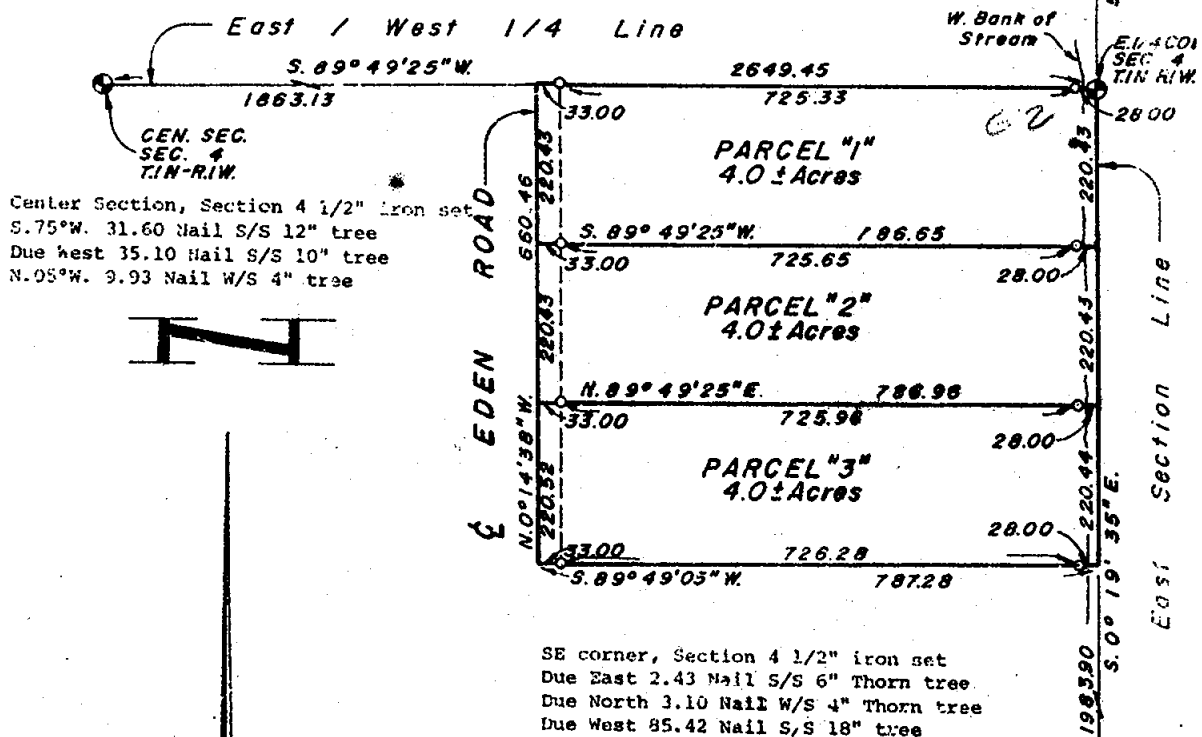 East / West 1/4 Line
W. Bank of
Stream
E.1/4 COR
SEC 4
T.1N R.1W.
S. 89° 49'25" W.
2649.45
1863.13
33.00
725.33
28.00
CEN. SEC.
SEC. 4
T.1N-R.1W.
PARCEL "1"
4.0 ± Acres
220.43
220.43
Center Section, Section 4 1/2" iron set
S.75°W. 31.60 Nail S/S 12" tree
Due West 35.10 Nail S/S 10" tree
N.05°W. 9.93 Nail W/S 4" tree
660.46
S. 89° 49'25" W.
786.65
33.00
725.65
28.00
N
EDEN ROAD
PARCEL "2"
4.0 ± Acres
220.43
220.43
East Section Line
N. 89° 49'25" E.
786.96
33.00
725.96
28.00
N.0° 14'38" W.
PARCEL "3"
4.0 ± Acres
220.52
220.44
28.00
33.00
726.28
S. 89° 49'03" W.
787.28
S. 0° 19' 35" E.
1983.90
SE corner, Section 4 1/2" iron set
Due East 2.43 Nail S/S 6" Thorn tree
Due North 3.10 Nail W/S 4" Thorn tree
Due West 85.42 Nail S/S 18" tree